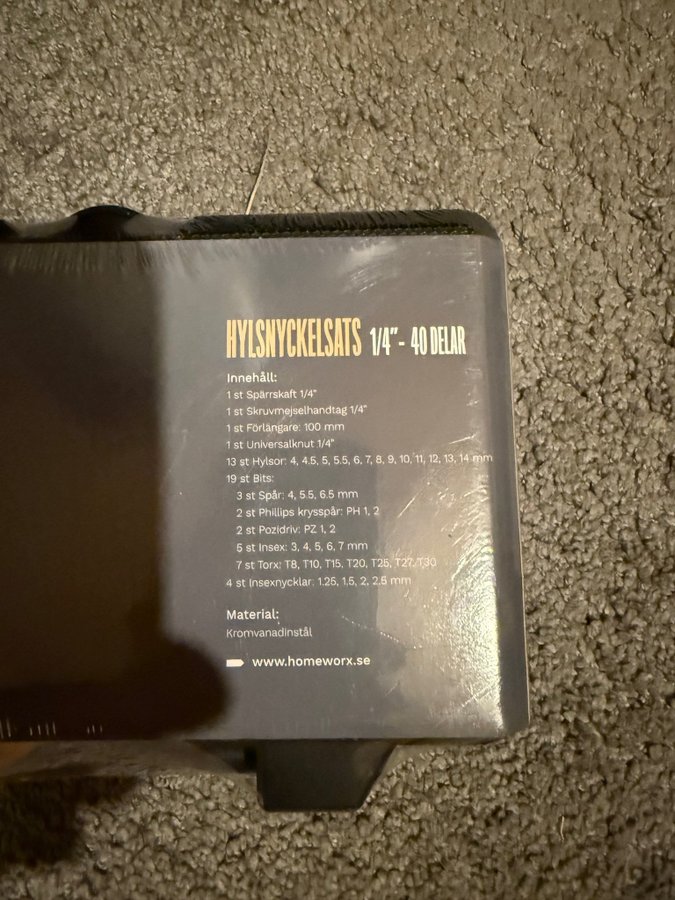 HYLSNYCKELSATS 1/4" - 40 DELAR
Innehåll:
1 st Spärrskaft 1/4"
1 st Skruvmejselhandtag 1/4"
1 st Förlängare: 100 mm
1 st Universalknut 1/4"
13 st Hylsor: 4, 4.5, 5, 5.5, 6, 7, 8, 9, 10, 11, 12, 13, 14 mm
19 st Bits:
3 st Spår: 4, 5.5, 6.5 mm
2 st Phillips krysspår: PH 1, 2
2 st Pozidriv: PZ 1, 2
5 st Insex: 3, 4, 5, 6, 7 mm
7 st Torx: T8, T10, T15, T20, T25, T27, T30
4 st Insexnycklar: 1.25, 1.5, 2, 2.5 mm
Material:
Kromvanadinstål
www.homeworx.se